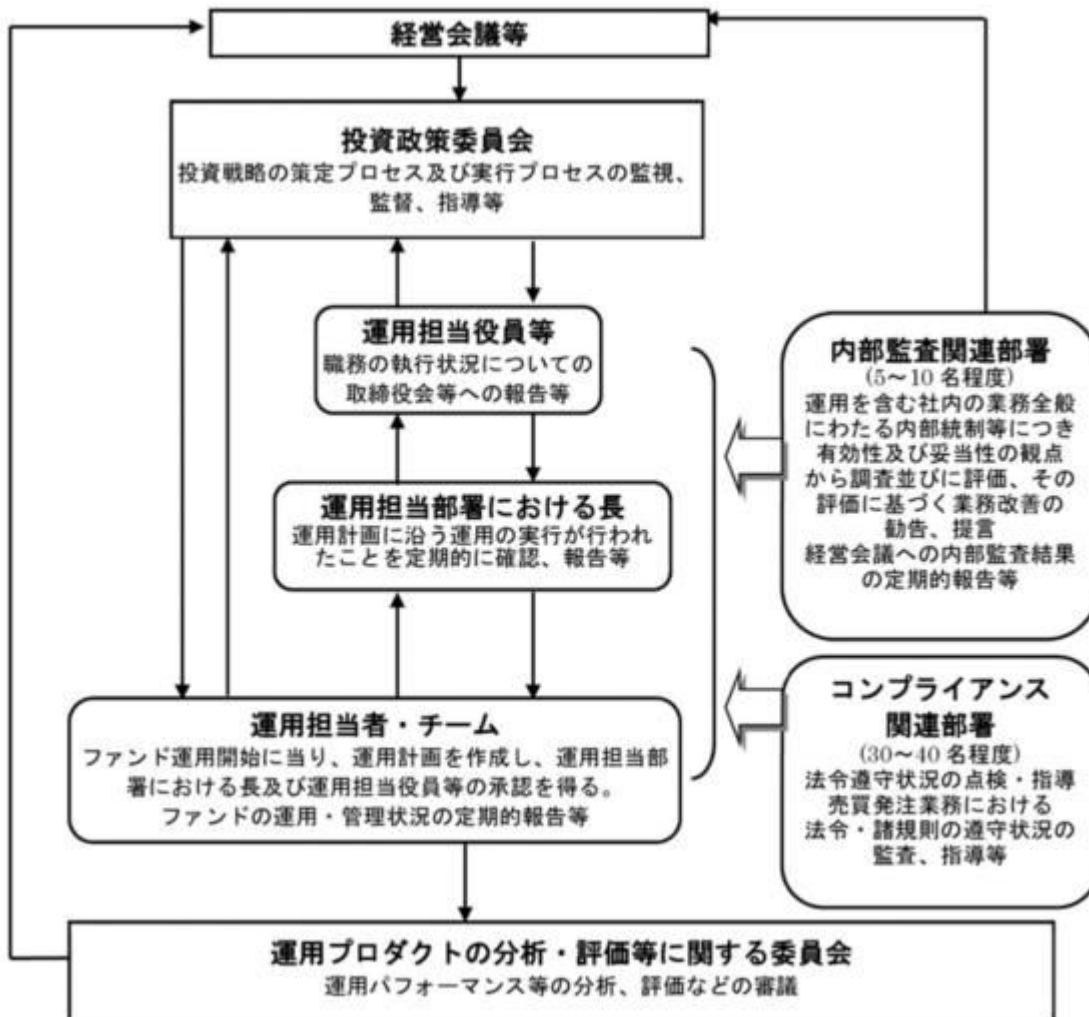 経営会議等
投資政策委員会
投資戦略の策定プロセス及び実行プロセスの監視、
監督、指導等
運用担当役員等
職務の執行状況についての
取締役会等への報告等
運用担当部署における長
運用計画に沿う運用の実行が行われ
たことを定期的に確認、報告等
運用担当者・チーム
ファンド運用開始に当り、運用計画を作成し、運用担当部
署における長及び運用担当役員等の承認を得る。
ファンドの運用・管理状況の定期的報告等
内部監査関連部署
(5～10 名程度)
運用を含む社内の業務全般
にわたる内部統制等につき
有効性及び妥当性の観点
から調査並びに評価、その
評価に基づく業務改善の
勧告、提言
経営会議への内部監査結果
の定期的報告等
コンプライアンス
関連部署
(30～40 名程度)
法令遵守状況の点検・指導
売買発注業務における
法令・諸規則の遵守状況の
監査、指導等
運用プロダクトの分析・評価等に関する委員会
運用パフォーマンス等の分析、評価などの審議